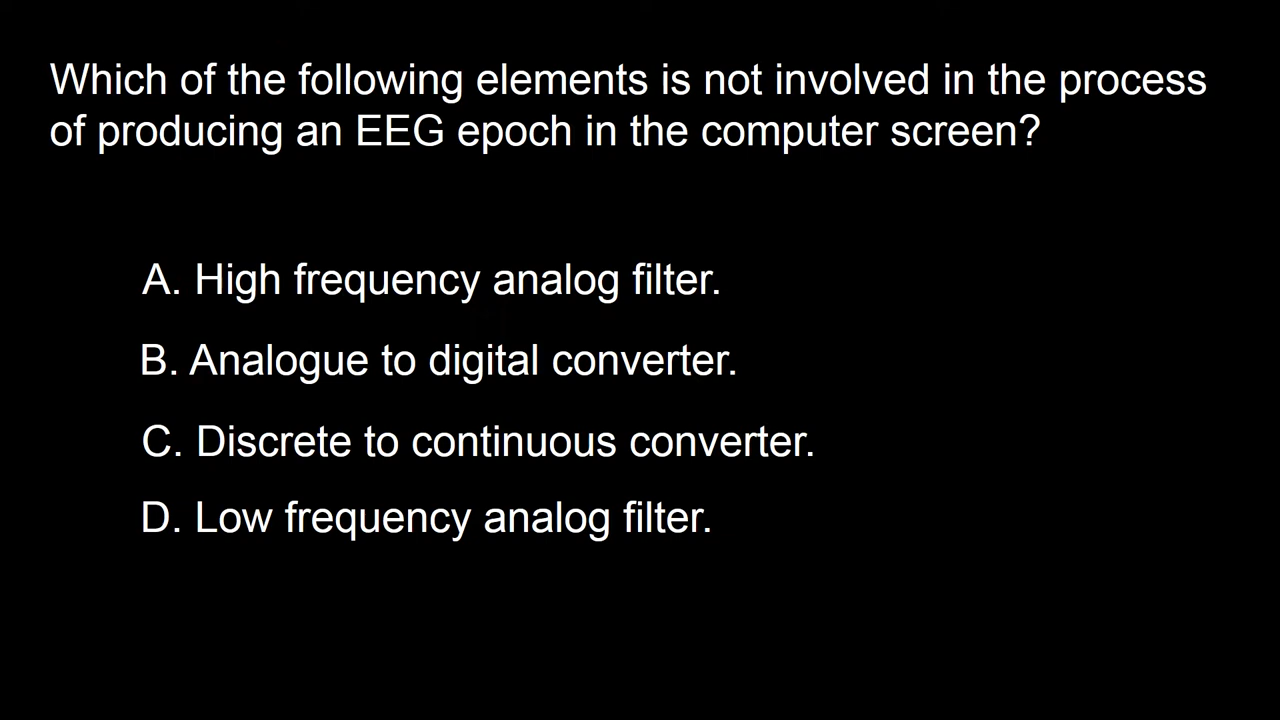 Which of the following elements is not involved in the process
of producing an EEG epoch in the computer screen?
A. High frequency analog filter.
B. Analogue to digital converter.
C. Discrete to continuous converter.
D. Low frequency analog filter.